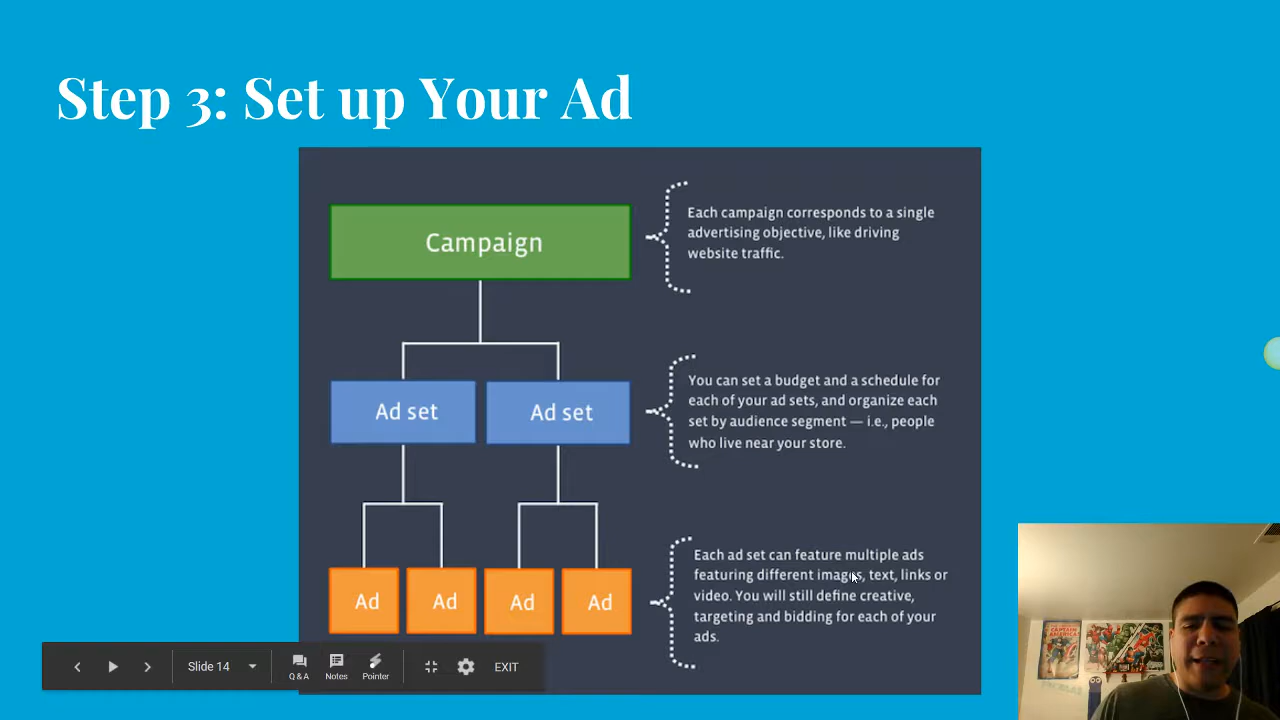 Step 3: Set up Your Ad
Campaign
Each campaign corresponds to a single
advertising objective, like driving
website traffic.
Ad set
Ad set
You can set a budget and a schedule for
each of your ad sets, and organize each
set by audience segment — i.e., people
who live near your store.
Ad
Ad
Ad
Ad
Each ad set can feature multiple ads
featuring different images, text, links or
video. You will still define creative,
targeting and bidding for each of your
ads.
Slide 14
Q & A
Notes
Pointer
EXIT
CAPTAIN
AMERICA